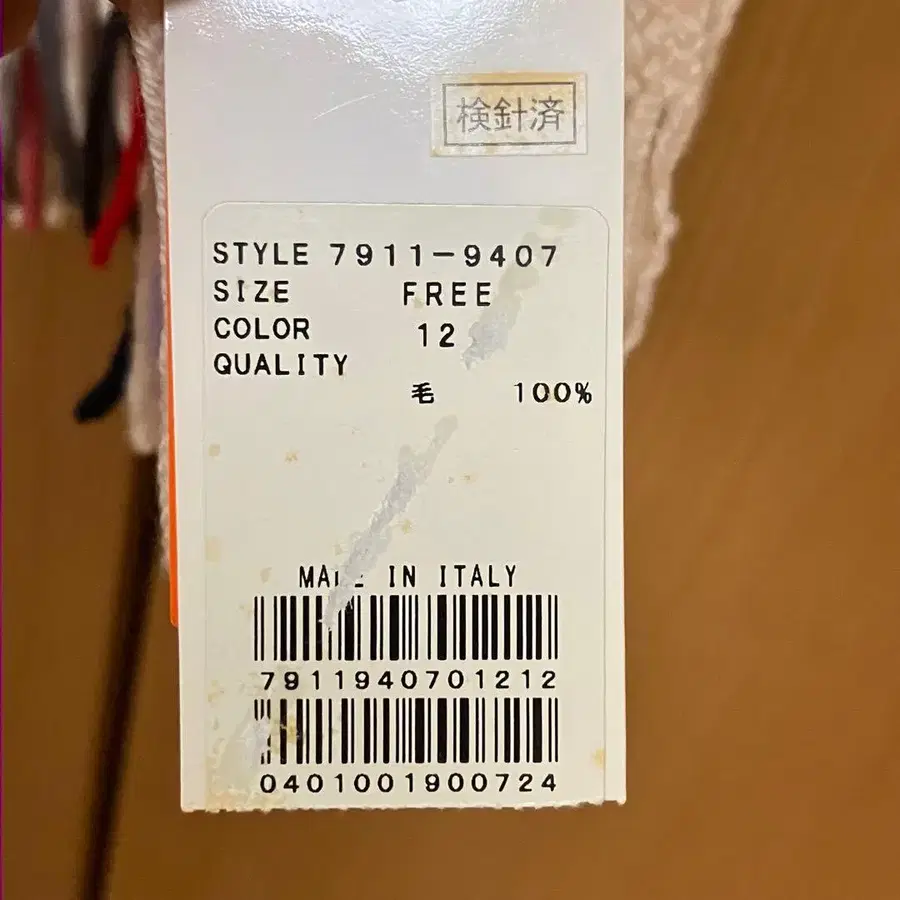 検針済
STYLE 7911-9407
SIZE FREE
COLOR 12
QUALITY
毛 100%
MADE IN ITALY
7911940701212
0401001900724